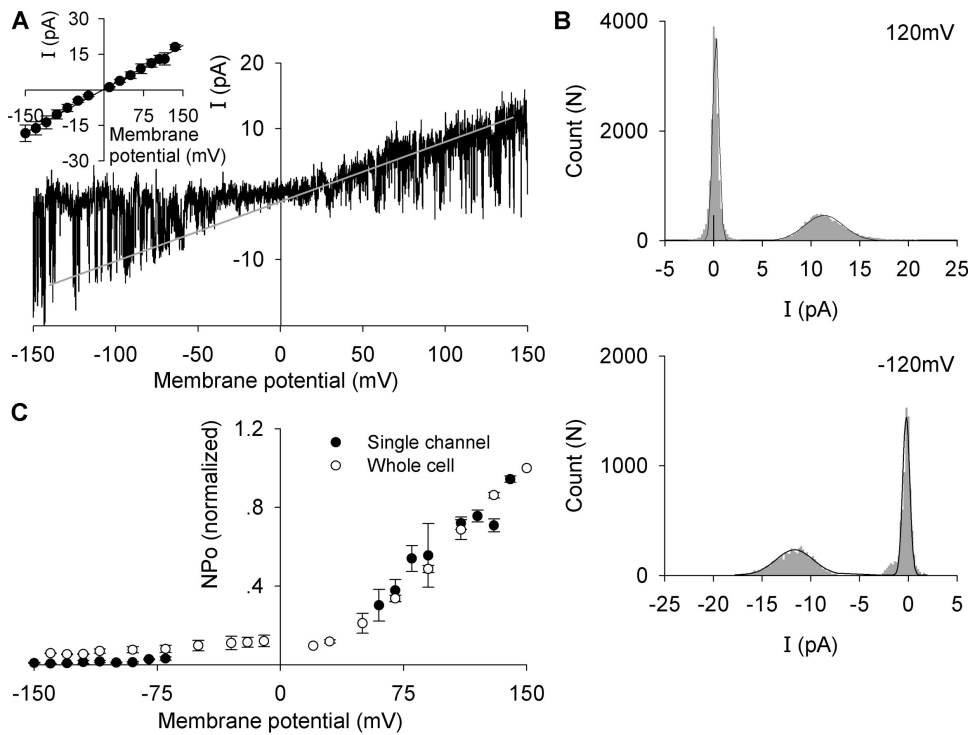 A
I (pA)
30
15
-15
-30
-150
75
150
Membrane
potential (mV)
I (pA)
20
10
-10
-150
-100
-50
0
50
100
150
Membrane potential (mV)
B
120mV
Count (N)
4000
2000
0
-5
0
5
10
15
20
25
I (pA)
-120mV
Count (N)
2000
1000
0
-25
-20
-15
-10
-5
0
5
I (pA)
C
NPo (normalized)
1.2
.8
.4
Single channel
Whole cell
-150
-75
0
75
150
Membrane potential (mV)